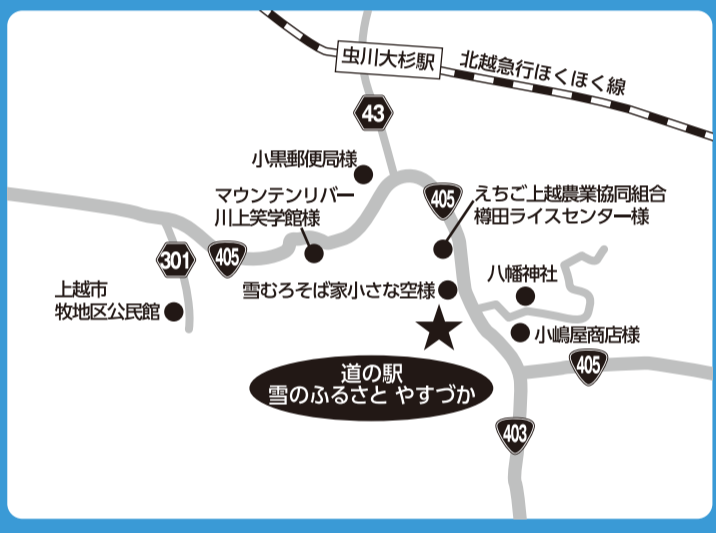 虫川大杉駅
北越急行ほくほく線
43
小黒郵便局様
マウンテンリバー
川上笑学館様
405
えちご上越農業協同組合
樽田ライスセンター様
301
405
上越市
牧地区公民館
雪むろそば家小さな空様
八幡神社
小嶋屋商店様
405
道の駅
雪のふるさと やすづか
403